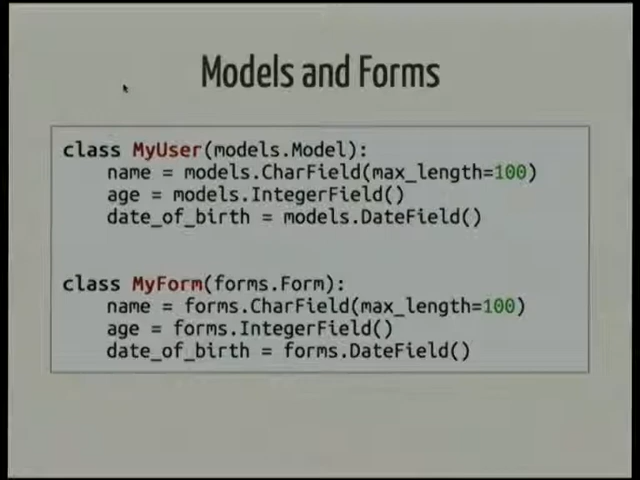 Models and Forms
class MyUser(models.Model):
name = models.CharField(max_length=100)
age = models.IntegerField()
date_of_birth = models.DateField()
class MyForm(forms.Form):
name = forms.CharField(max_length=100)
age = forms.IntegerField()
date_of_birth = forms.DateField()